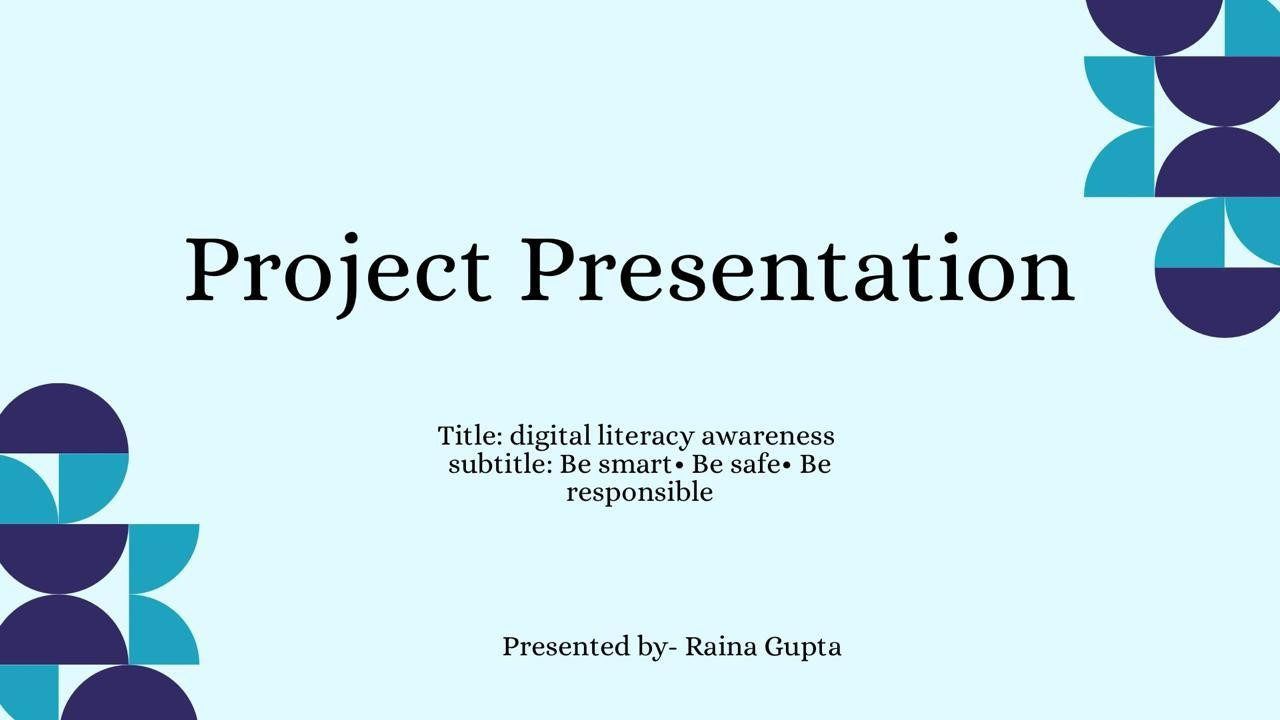 Project Presentation
Title: digital literacy awareness
subtitle: Be smart• Be safe• Be
responsible
Presented by- Raina Gupta